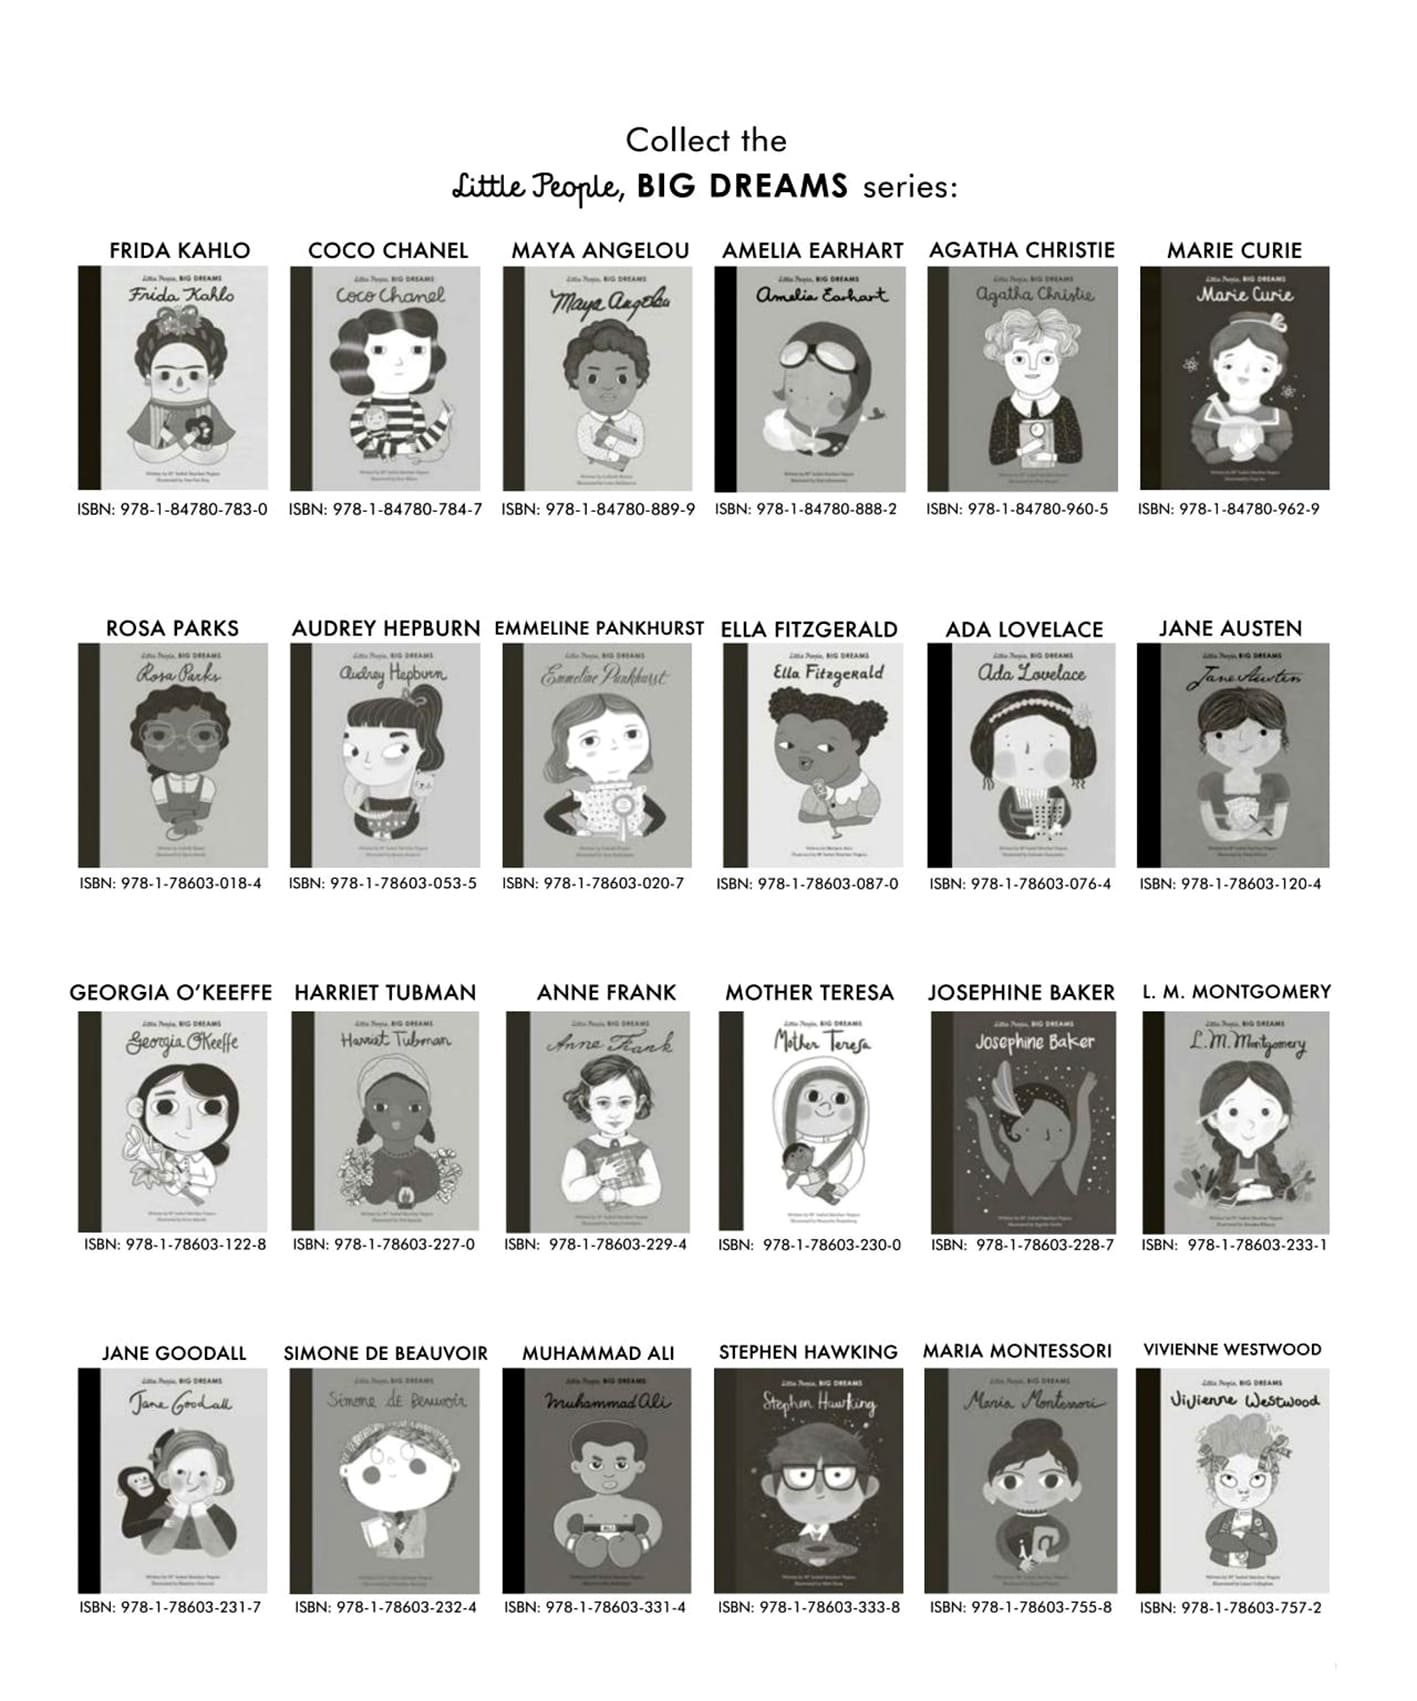 Collect the
Little People, BIG DREAMS series:
FRIDA KAHLO COCO CHANEL MAYA ANGELOU AMELIA EARHART AGATHA CHRISTIE MARIE CURIE
Little People, BIG DREAMS Little People, BIG DREAMS Little People, BIG DREAMS Little People, BIG DREAMS Little People, BIG DREAMS Little People, BIG DREAMS
Frida Kahlo Coco Chanel Maya Angelou Amelia Earhart Agatha Christie Marie Curie
ISBN: 978-1-84780-783-0 ISBN: 978-1-84780-784-7 ISBN: 978-1-84780-889-9 ISBN: 978-1-84780-888-2 ISBN: 978-1-84780-960-5 ISBN: 978-1-84780-962-9
ROSA PARKS AUDREY HEPBURN EMMELINE PANKHURST ELLA FITZGERALD ADA LOVELACE JANE AUSTEN
Little People, BIG DREAMS Little People, BIG DREAMS Little People, BIG DREAMS Little People, BIG DREAMS Little People, BIG DREAMS Little People, BIG DREAMS
Rosa Parks Audrey Hepburn Emmeline Pankhurst Ella Fitzgerald Ada Lovelace Jane Austen
ISBN: 978-1-78603-018-4 ISBN: 978-1-78603-053-5 ISBN: 978-1-78603-020-7 ISBN: 978-1-78603-087-0 ISBN: 978-1-78603-076-4 ISBN: 978-1-78603-120-4
GEORGIA O'KEEFFE HARRIET TUBMAN ANNE FRANK MOTHER TERESA JOSEPHINE BAKER L. M. MONTGOMERY
Little People, BIG DREAMS Little People, BIG DREAMS Little People, BIG DREAMS Little People, BIG DREAMS Little People, BIG DREAMS Little People, BIG DREAMS
Georgia O'Keeffe Harriet Tubman Anne Frank Mother Teresa Josephine Baker L.M. Montgomery
ISBN: 978-1-78603-122-8 ISBN: 978-1-78603-227-0 ISBN: 978-1-78603-229-4 ISBN: 978-1-78603-230-0 ISBN: 978-1-78603-228-7 ISBN: 978-1-78603-233-1
JANE GOODALL SIMONE DE BEAUVOIR MUHAMMAD ALI STEPHEN HAWKING MARIA MONTESSORI VIVIENNE WESTWOOD
Little People, BIG DREAMS Little People, BIG DREAMS Little People, BIG DREAMS Little People, BIG DREAMS Little People, BIG DREAMS Little People, BIG DREAMS
Jane Goodall Simone de Beauvoir Muhammad Ali Stephen Hawking Maria Montessori Vivienne Westwood
ALI
ISBN: 978-1-78603-231-7 ISBN: 978-1-78603-232-4 ISBN: 978-1-78603-331-4 ISBN: 978-1-78603-333-8 ISBN: 978-1-78603-755-8 ISBN: 978-1-78603-757-2